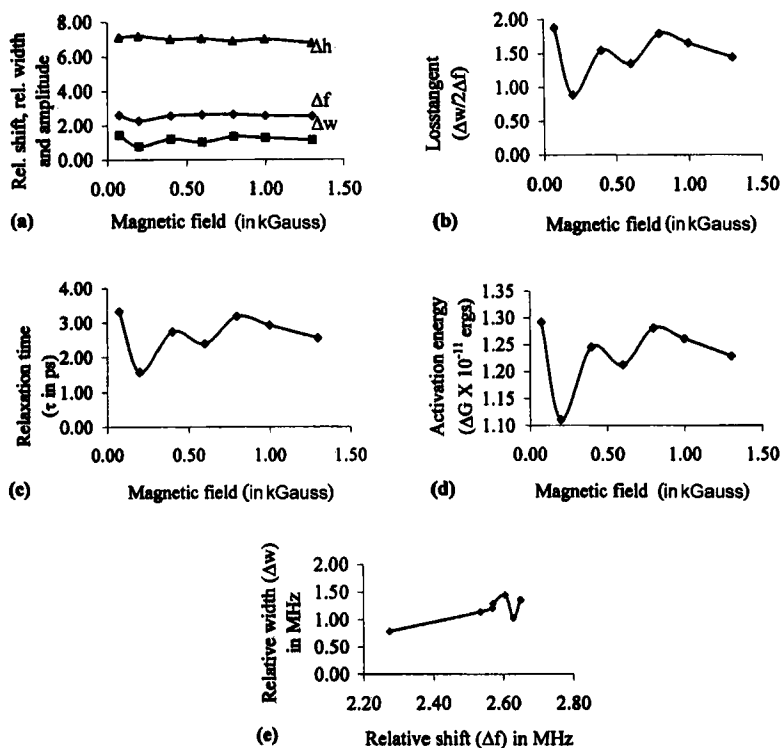 Rel. shift, rel. width
and amplitude
8.00
6.00
4.00
2.00
0.00
Δh
Δf
Δw
0.00 0.50 1.00 1.50
(a) Magnetic field (in kGauss)
Losstangent
(Δw/2Δf)
2.00
1.50
1.00
0.50
0.00
0.00 0.50 1.00 1.50
(b) Magnetic field (in kGauss)
Relaxation time
(τ in ps)
4.00
3.00
2.00
1.00
0.00
0.00 0.50 1.00 1.50
(c) Magnetic field (in kGauss)
Activation energy
(ΔG X 10⁻¹¹ ergs)
1.35
1.30
1.25
1.20
1.15
1.10
0.00 0.50 1.00 1.50
(d) Magnetic field (in kGauss)
Relative width (Δw)
in MHz
2.00
1.50
1.00
0.50
0.00
2.20 2.40 2.60 2.80
(e) Relative shift (Δf) in MHz